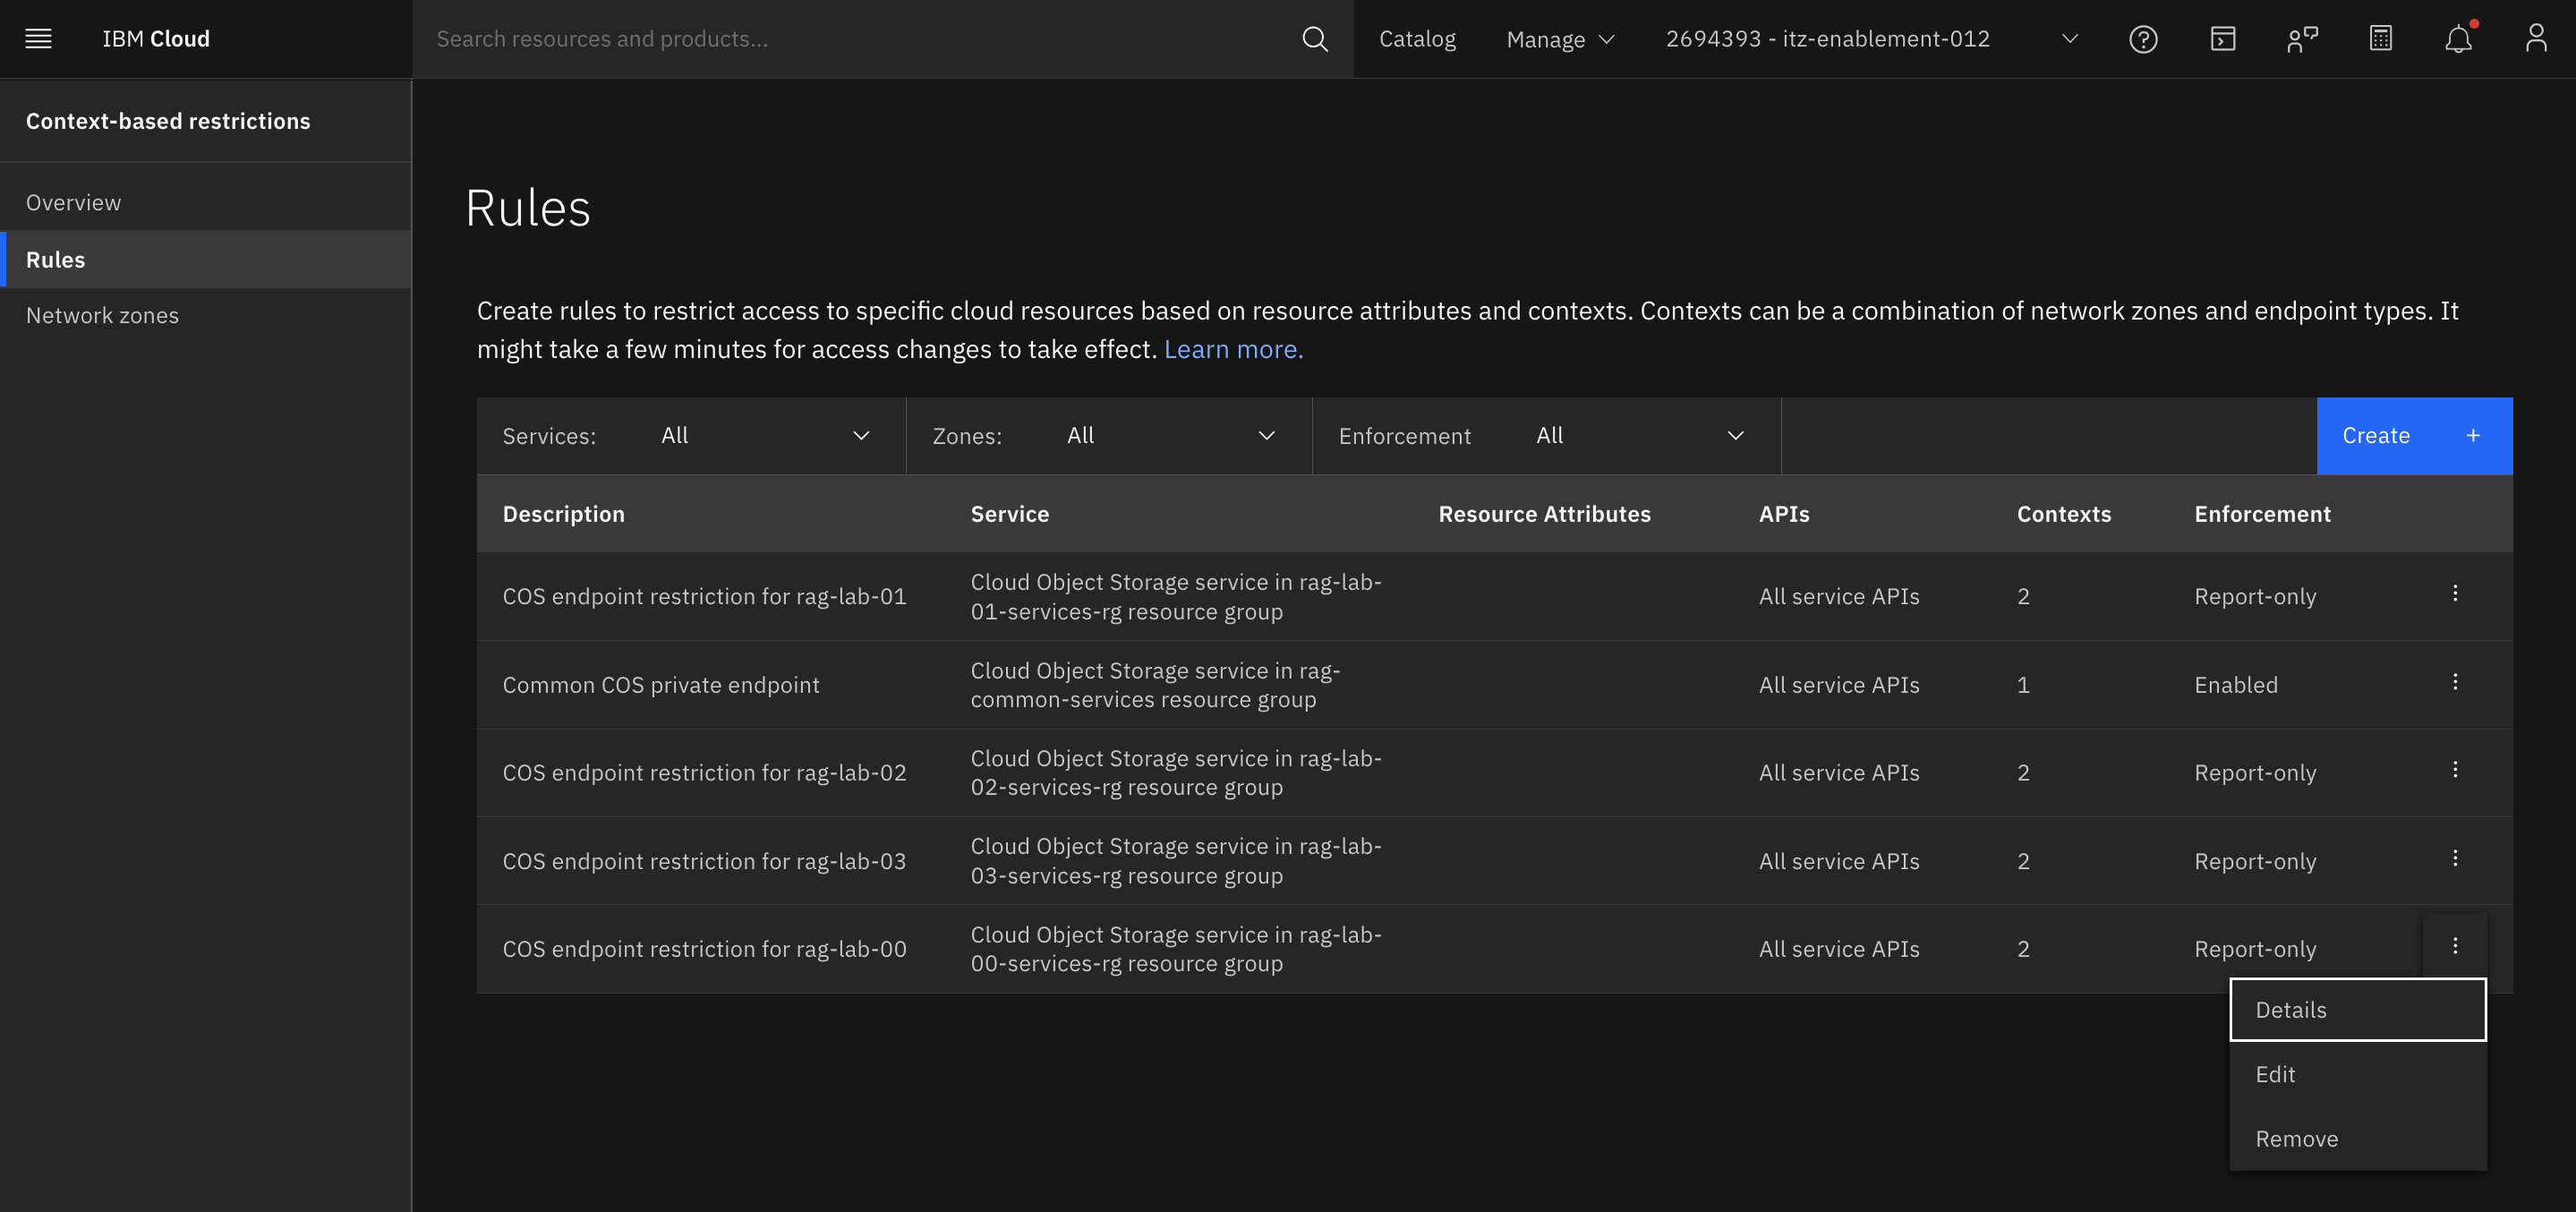 IBM Cloud
Search resources and products...
Catalog
Manage
2694393 - itz-enablement-012
Context-based restrictions
Overview
Rules
Network zones
Rules
Create rules to restrict access to specific cloud resources based on resource attributes and contexts. Contexts can be a combination of network zones and endpoint types. It
might take a few minutes for access changes to take effect. Learn more.
Services: All
Zones: All
Enforcement All
Create +
Description Service Resource Attributes APIs Contexts Enforcement
COS endpoint restriction for rag-lab-01
Cloud Object Storage service in rag-lab-
01-services-rg resource group
All service APIs
2
Report-only
Common COS private endpoint
Cloud Object Storage service in rag-
common-services resource group
All service APIs
1
Enabled
COS endpoint restriction for rag-lab-02
Cloud Object Storage service in rag-lab-
02-services-rg resource group
All service APIs
2
Report-only
COS endpoint restriction for rag-lab-03
Cloud Object Storage service in rag-lab-
03-services-rg resource group
All service APIs
2
Report-only
COS endpoint restriction for rag-lab-00
Cloud Object Storage service in rag-lab-
00-services-rg resource group
All service APIs
2
Report-only
Details
Edit
Remove